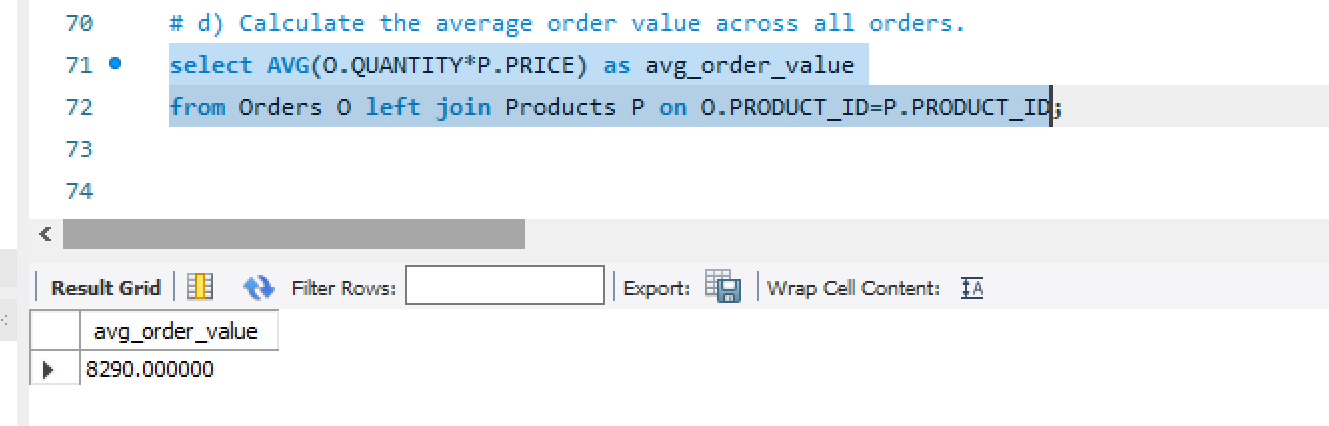 70 # d) Calculate the average order value across all orders.
71 select AVG(O.QUANTITY*P.PRICE) as avg_order_value
72 from Orders O left join Products P on O.PRODUCT_ID=P.PRODUCT_ID;
73
74
Result Grid Filter Rows: Export: Wrap Cell Content:
avg_order_value
8290.000000